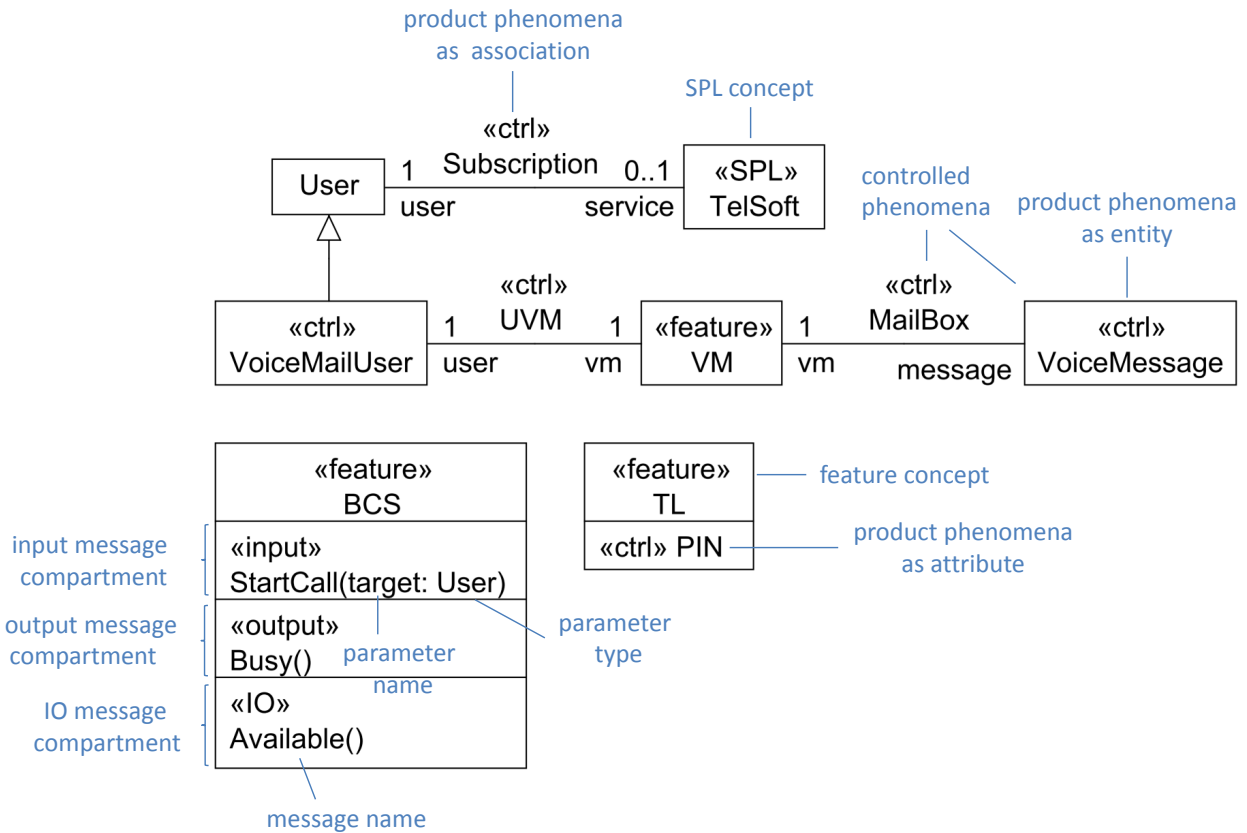 product phenomena
as association
SPL concept
«ctrl»
Subscription
User
1
user
0..1
service
«SPL»
TelSoft
controlled
phenomena
product phenomena
as entity
«ctrl»
VoiceMailUser
1
user
«ctrl»
UVM
1
vm
«feature»
VM
1
vm
«ctrl»
MailBox
message
«ctrl»
VoiceMessage
«feature»
BCS
«feature»
TL
feature concept
«ctrl» PIN
product phenomena
as attribute
input message
compartment
«input»
StartCall(target: User)
output message
compartment
«output»
Busy()
parameter
name
parameter
type
IO message
compartment
«IO»
Available()
message name